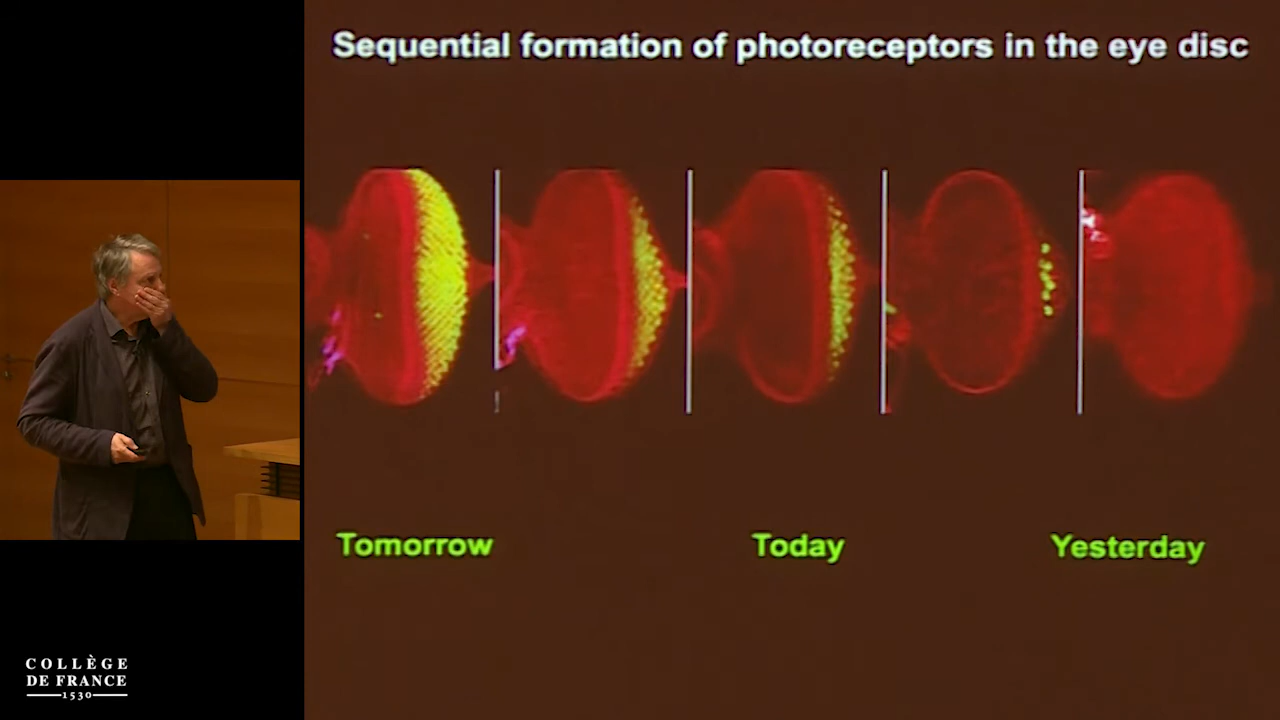 Sequential formation of photoreceptors in the eye disc
Tomorrow
Today
Yesterday
COLLÈGE
DE FRANCE
1530